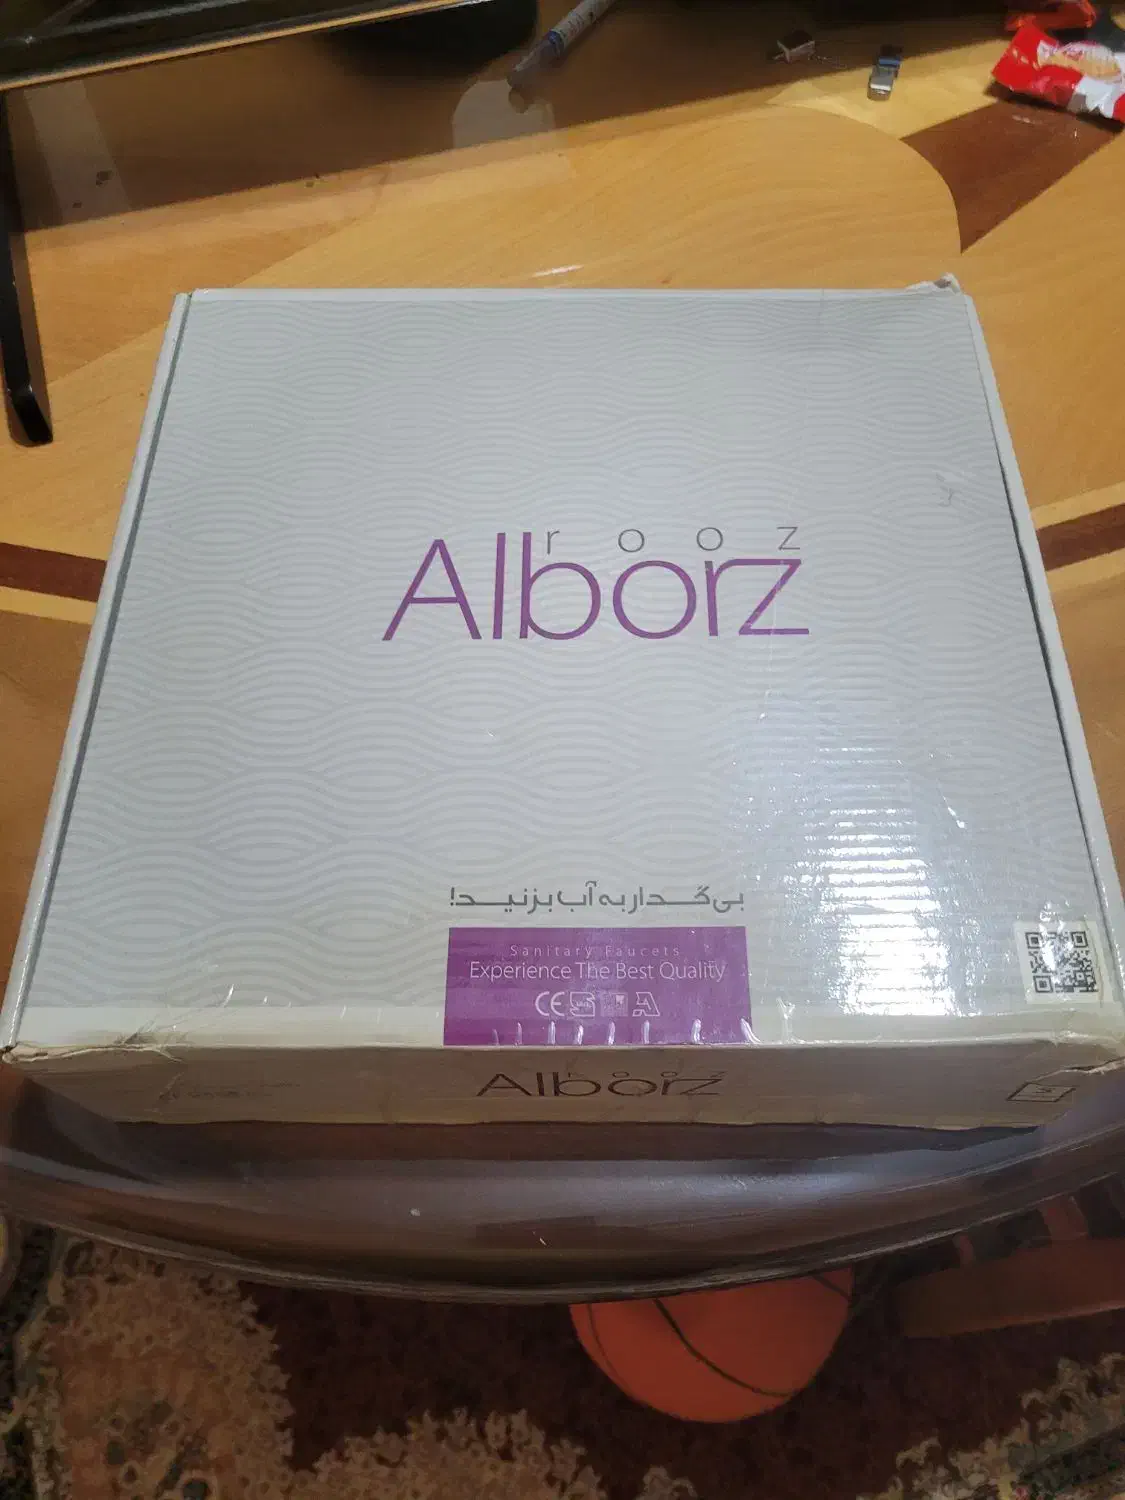 rooz
Alborz
بی‌گدار به آب بزنید!
Sanitary Faucets
Experience The Best Quality
CE
rooz
Alborz